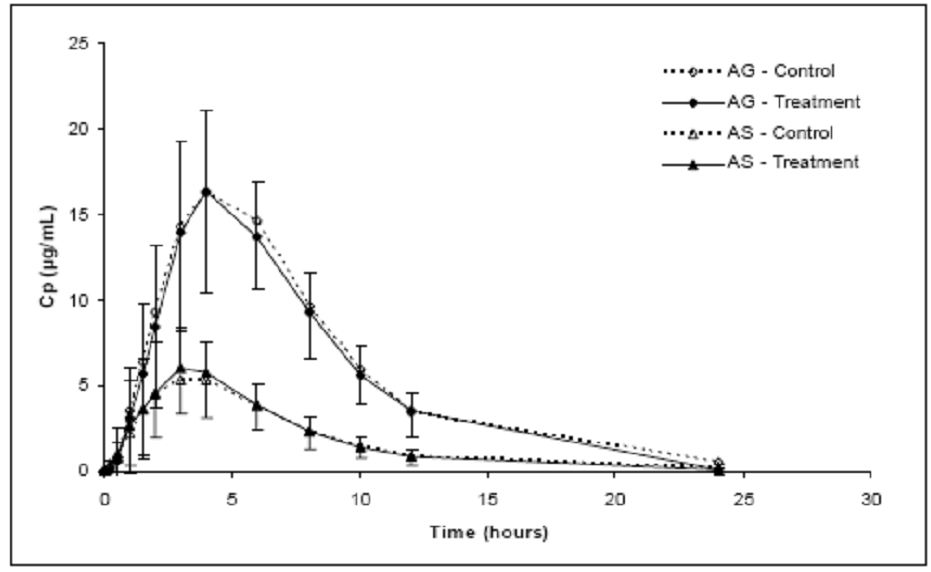 25
20
15
10
5
0
Cp (µg/mL)
0 5 10 15 20 25 30
Time (hours)
AG - Control
AG - Treatment
AS - Control
AS - Treatment